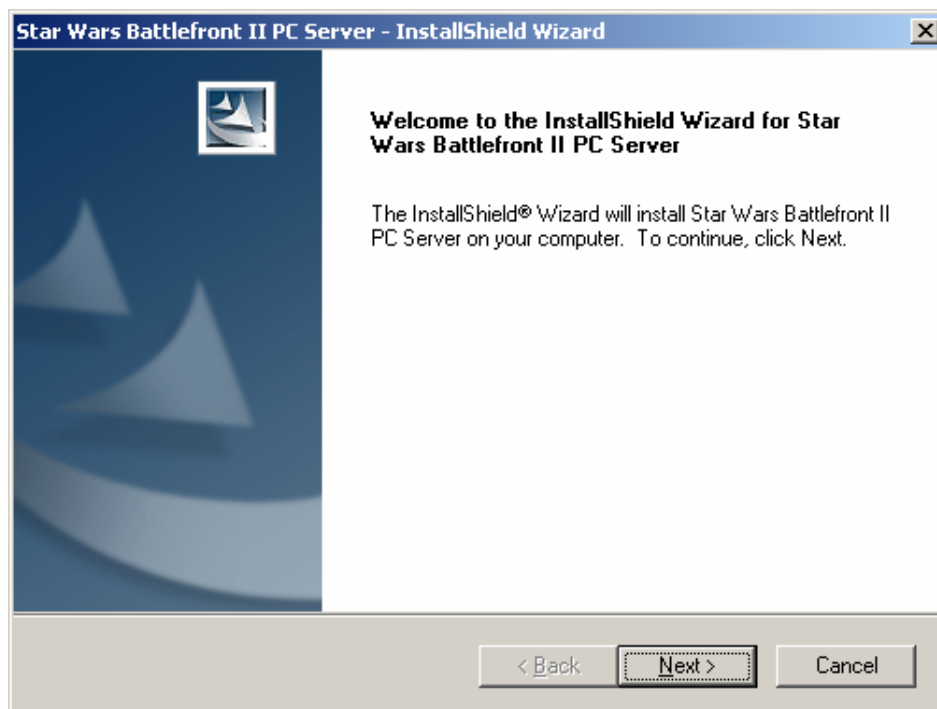 Star Wars Battlefront II PC Server - InstallShield Wizard
Welcome to the InstallShield Wizard for Star
Wars Battlefront II PC Server
The InstallShield® Wizard will install Star Wars Battlefront II
PC Server on your computer.  To continue, click Next.
< Back
Next >
Cancel